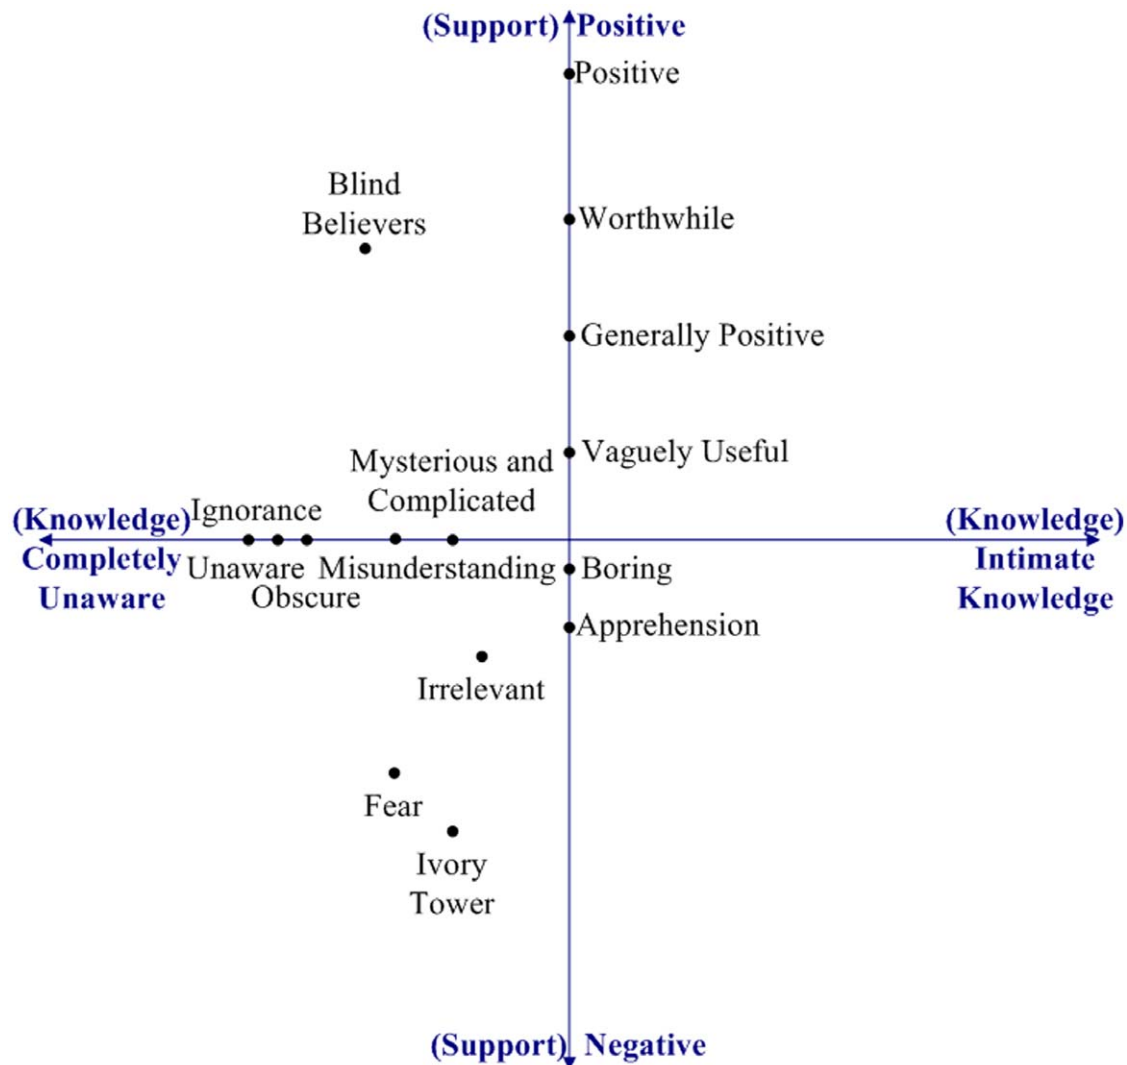 (Support) Positive
Positive
Blind
Believers
Worthwhile
Generally Positive
Vaguely Useful
Mysterious and
Complicated
Ignorance
(Knowledge)
Completely
Unaware
(Knowledge)
Intimate
Knowledge
Unaware
Misunderstanding
Boring
Obscure
Apprehension
Irrelevant
Fear
Ivory
Tower
(Support) Negative